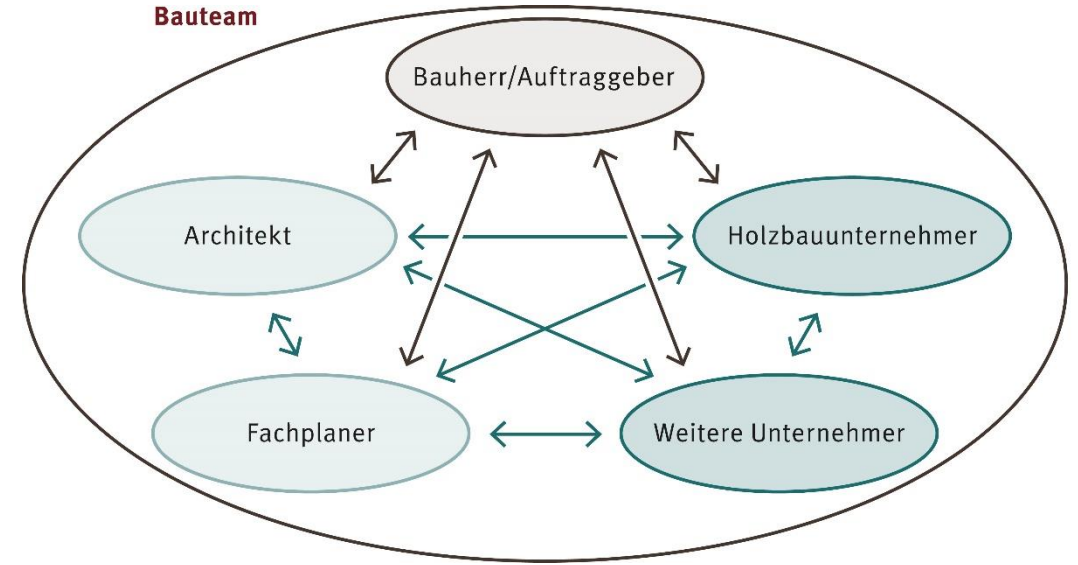 Bauteam
Bauherr/Auftraggeber
Architekt
Holzbauunternehmer
Fachplaner
Weitere Unternehmer